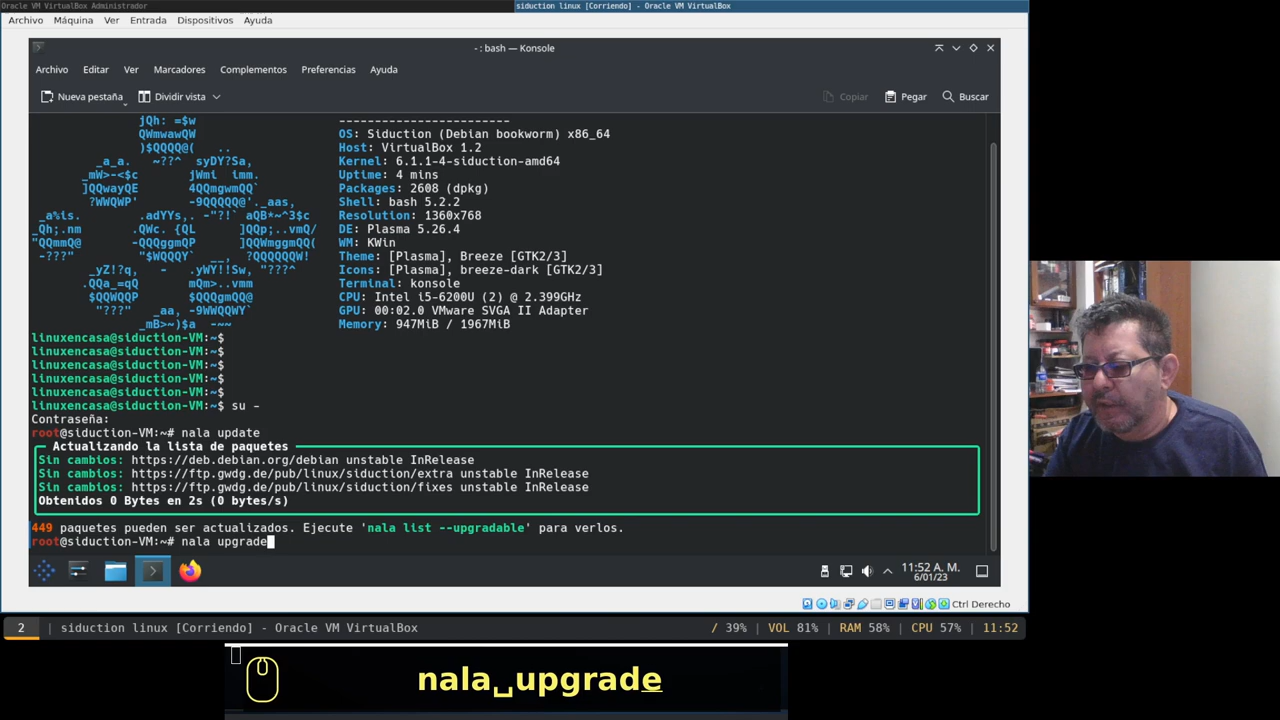 Oracle VM VirtualBox Administrador
siduction linux [Corriendo] - Oracle VM VirtualBox
Archivo Máquina Ver Entrada Dispositivos Ayuda
- : bash — Konsole
Archivo Editar Ver Marcadores Complementos Preferencias Ayuda
Nueva pestaña Dividir vista Copiar Pegar Buscar
------------------------
OS: Siduction (Debian bookworm) x86_64
Host: VirtualBox 1.2
Kernel: 6.1.1-4-siduction-amd64
Uptime: 4 mins
Packages: 2608 (dpkg)
Shell: bash 5.2.2
Resolution: 1360x768
DE: Plasma 5.26.4
WM: KWin
Theme: [Plasma], Breeze [GTK2/3]
Icons: [Plasma], breeze-dark [GTK2/3]
Terminal: konsole
CPU: Intel i5-6200U (2) @ 2.399GHz
GPU: 00:02.0 VMware SVGA II Adapter
Memory: 947MiB / 1967MiB
linuxencasa@siduction-VM:~$
linuxencasa@siduction-VM:~$
linuxencasa@siduction-VM:~$
linuxencasa@siduction-VM:~$
linuxencasa@siduction-VM:~$
linuxencasa@siduction-VM:~$ su -
Contraseña:
root@siduction-VM:~# nala update
Actualizando la lista de paquetes
Sin cambios: https://deb.debian.org/debian unstable InRelease
Sin cambios: https://ftp.gwdg.de/pub/linux/siduction/extra unstable InRelease
Sin cambios: https://ftp.gwdg.de/pub/linux/siduction/fixes unstable InRelease
Obtenidos 0 Bytes en 2s (0 bytes/s)
449 paquetes pueden ser actualizados. Ejecute 'nala list --upgradable' para verlos.
root@siduction-VM:~# nala upgrade
11:52 A. M.
6/01/23
Ctrl Derecho
2 | siduction linux [Corriendo] - Oracle VM VirtualBox / 39% | VOL 81% | RAM 58% | CPU 57% | 11:52
nala␣upgrade